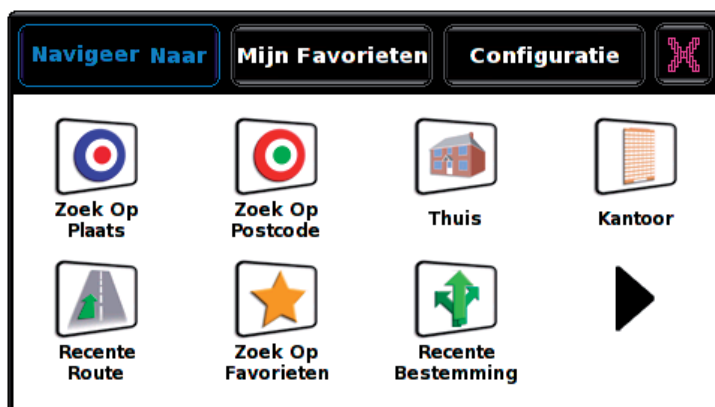 Navigeer Naar
Mijn Favorieten
Configuratie
Zoek Op
Plaats
Zoek Op
Postcode
Thuis
Kantoor
Recente
Route
Zoek Op
Favorieten
Recente
Bestemming